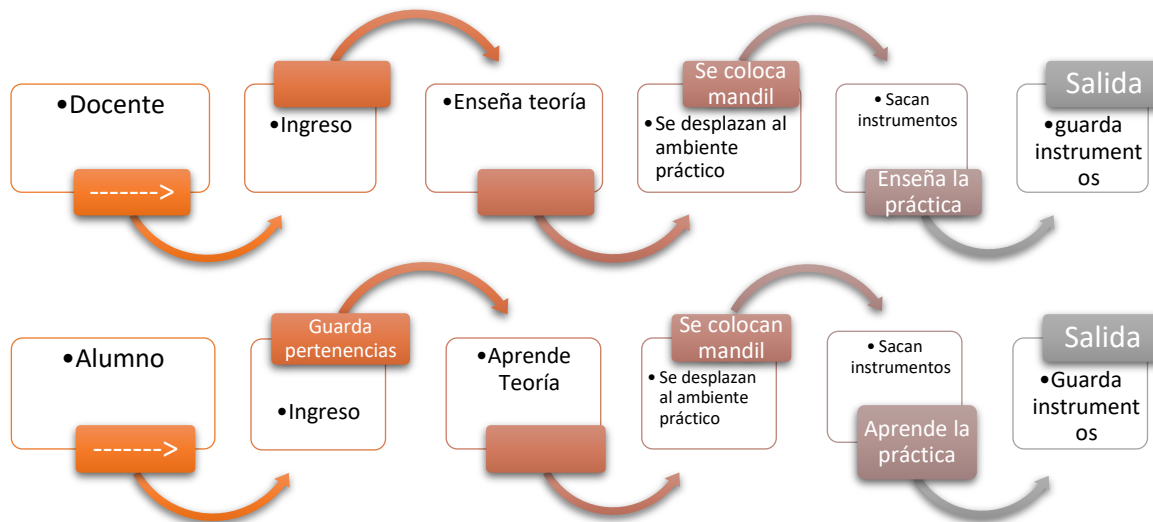 •Docente
------->
•Ingreso
•Enseña teoría
Se coloca
mandil
•Se desplazan al
ambiente
práctico
•Sacan
instrumentos
Enseña la
práctica
Salida
•guarda
instrument
os
•Alumno
------->
Guarda
pertenencias
•Ingreso
•Aprende
Teoría
Se colocan
mandil
•Se desplazan
al ambiente
práctico
•Sacan
instrumentos
Aprende la
práctica
Salida
•Guarda
instrument
os